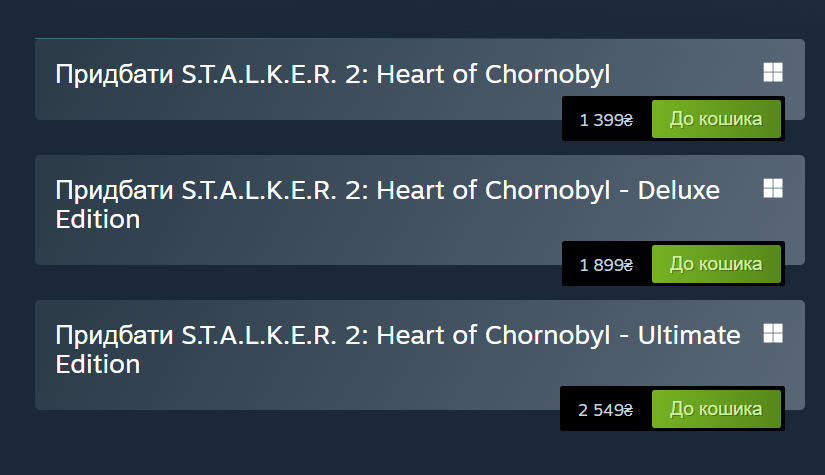 Придбати S.T.A.L.K.E.R. 2: Heart of Chornobyl
1 399₴ До кошика
Придбати S.T.A.L.K.E.R. 2: Heart of Chornobyl - Deluxe
Edition
1 899₴ До кошика
Придбати S.T.A.L.K.E.R. 2: Heart of Chornobyl - Ultimate
Edition
2 549₴ До кошика